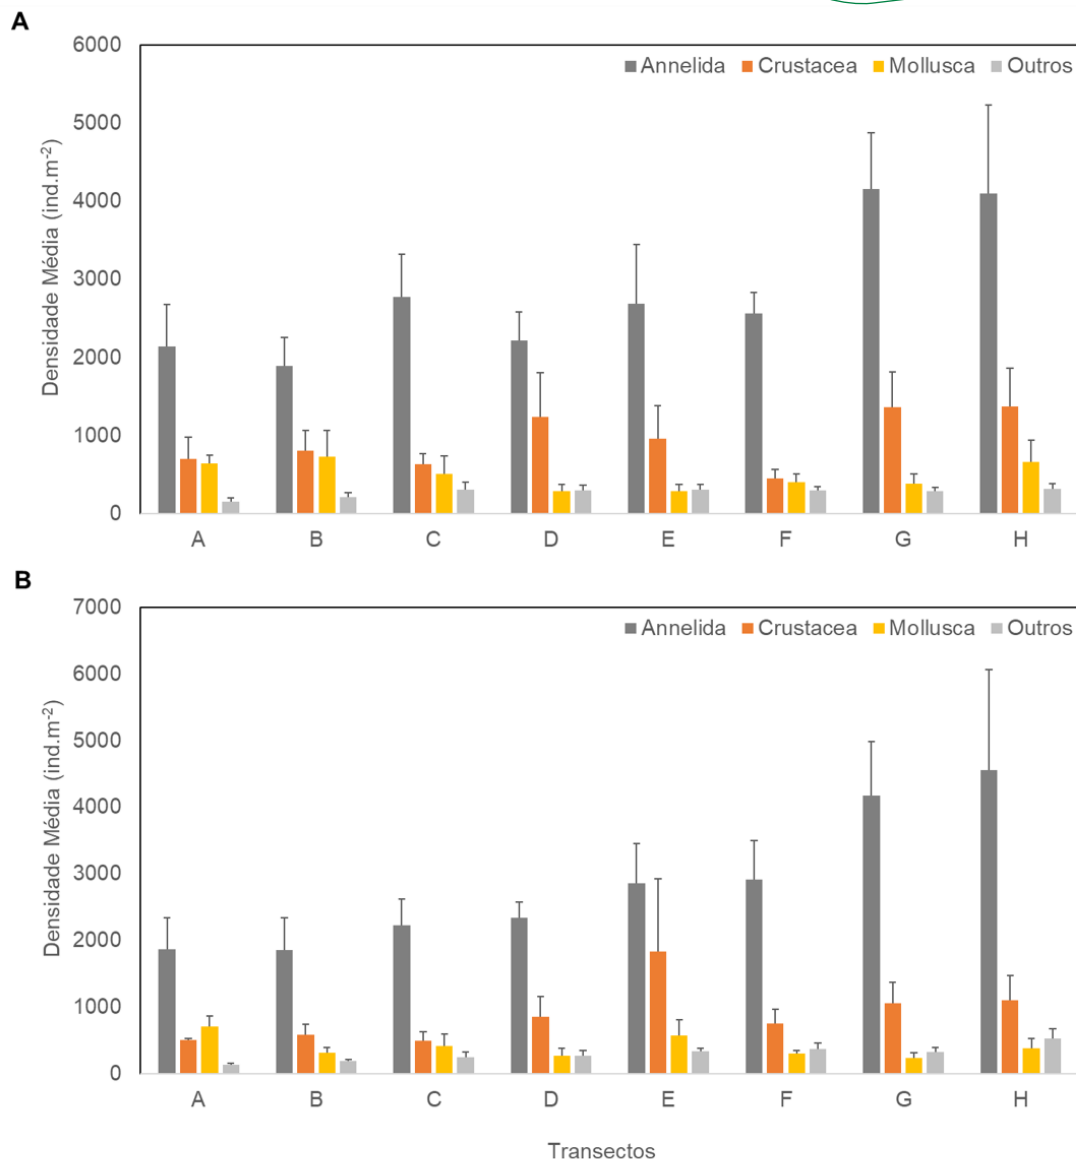 A
6000
5000
4000
3000
2000
1000
0
Densidade Média (ind.m-2)
Annelida Crustacea Mollusca Outros
A B C D E F G H
B
7000
6000
5000
4000
3000
2000
1000
0
Densidade Média (ind.m-2)
Annelida Crustacea Mollusca Outros
A B C D E F G H
Transectos